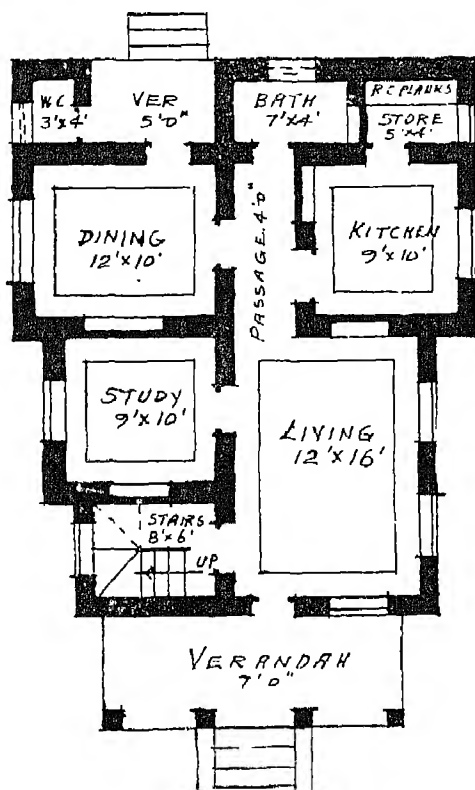 W.C.
3'x4'
VER
5'0"
BATH
7'x4'
R.C PLANKS
STORE
5'x4'
DINING
12'x10'
PASSAGE. 4'0"
KITCHEN
9'x10'
STUDY
9'x10'
LIVING
12'x16'
STAIRS
8'x6'
UP
VERANDAH
7'0"